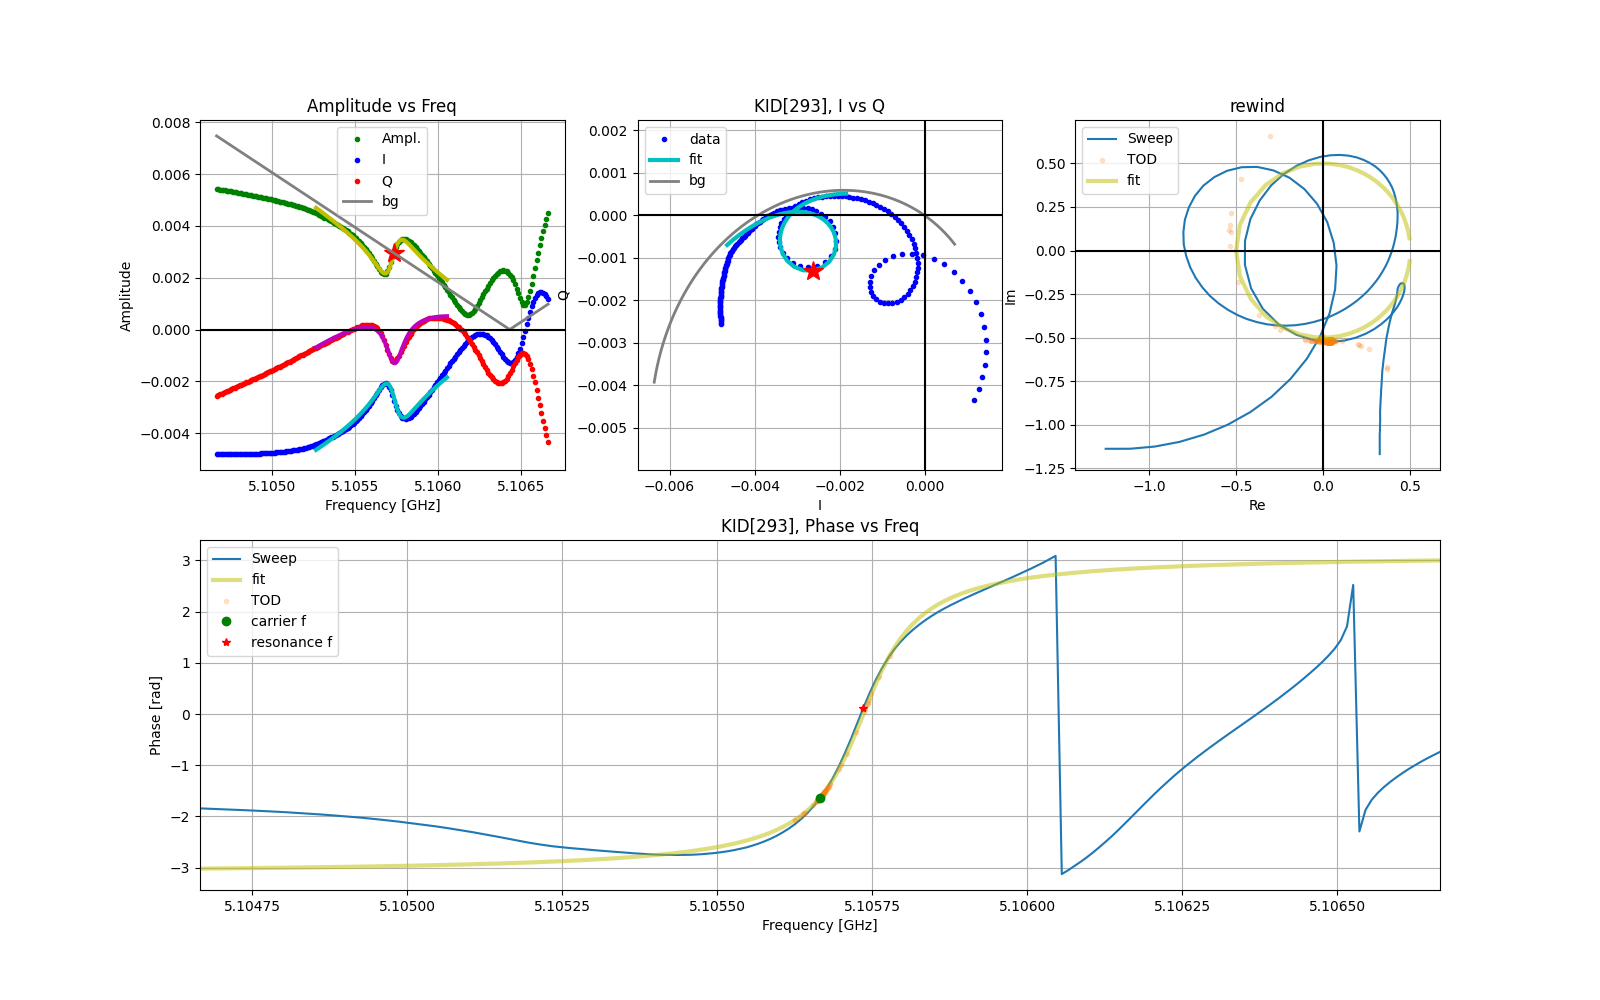 Amplitude vs Freq
0.008
0.006
0.004
0.002
0.000
−0.002
−0.004
Amplitude
Ampl.
I
Q
bg
5.1050
5.1055
5.1060
5.1065
Frequency [GHz]
KID[293], I vs Q
0.002
0.001
0.000
−0.001
−0.002
−0.003
−0.004
−0.005
Q
data
fit
bg
−0.006
−0.004
−0.002
0.000
I
rewind
0.50
0.25
0.00
−0.25
−0.50
−0.75
−1.00
−1.25
Im
Sweep
TOD
fit
−1.0
−0.5
0.0
0.5
Re
KID[293], Phase vs Freq
3
2
1
0
−1
−2
−3
Phase [rad]
Sweep
fit
TOD
carrier f
resonance f
5.10475
5.10500
5.10525
5.10550
5.10575
5.10600
5.10625
5.10650
Frequency [GHz]